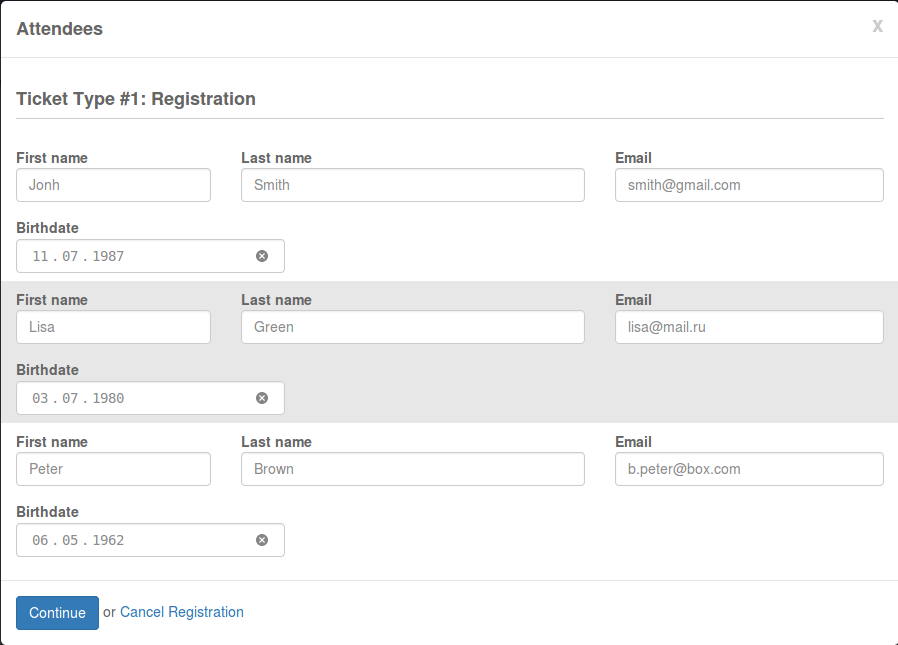 Attendees X
Ticket Type #1: Registration
First name Last name Email
Jonh Smith smith@gmail.com
Birthdate
11.07.1987
First name Last name Email
Lisa Green lisa@mail.ru
Birthdate
03.07.1980
First name Last name Email
Peter Brown b.peter@box.com
Birthdate
06.05.1962
Continue or Cancel Registration